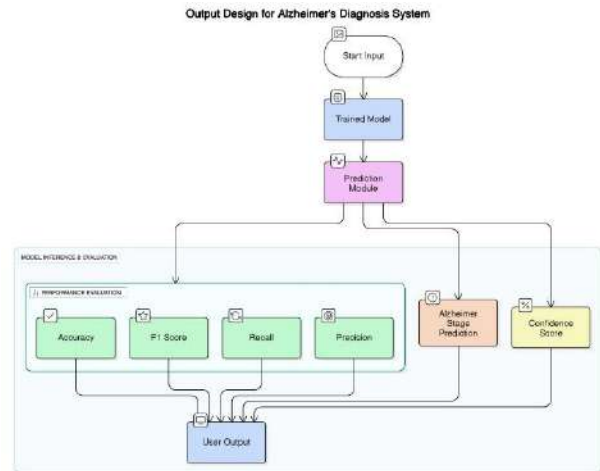 Output Design for Alzheimer's Diagnosis System
Start Input
Trained Model
Prediction
Module
MODEL INFERENCE & EVALUATION
PERFORMANCE EVALUATION
Accuracy
F1 Score
Recall
Precision
Alzheimer
Stage
Prediction
Confidence
Score
User Output